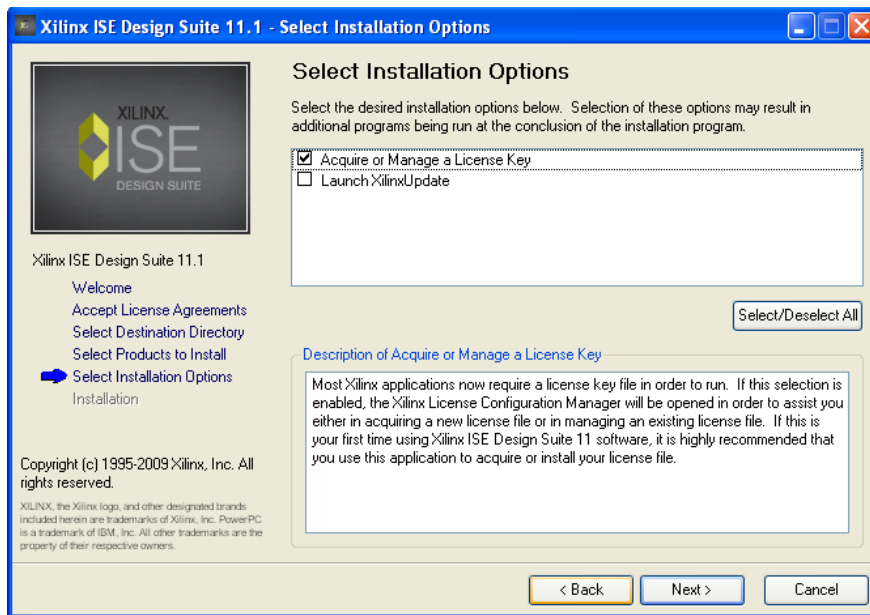 Xilinx ISE Design Suite 11.1 - Select Installation Options
XILINX.
ISE
DESIGN SUITE
Xilinx ISE Design Suite 11.1
Welcome
Accept License Agreements
Select Destination Directory
Select Products to Install
Select Installation Options
Installation
Copyright (c) 1995-2009 Xilinx, Inc. All
rights reserved.
XILINX, the Xilinx logo, and other designated brands
included herein are trademarks of Xilinx, Inc. PowerPC
is a trademark of IBM, Inc. All other trademarks are the
property of their respective owners.
Select Installation Options
Select the desired installation options below. Selection of these options may result in
additional programs being run at the conclusion of the installation program.
Acquire or Manage a License Key
Launch XilinxUpdate
Select/Deselect All
Description of Acquire or Manage a License Key
Most Xilinx applications now require a license key file in order to run. If this selection is
enabled, the Xilinx License Configuration Manager will be opened in order to assist you
either in acquiring a new license file or in managing an existing license file. If this is
your first time using Xilinx ISE Design Suite 11 software, it is highly recommended that
you use this application to acquire or install your license file.
< Back
Next >
Cancel